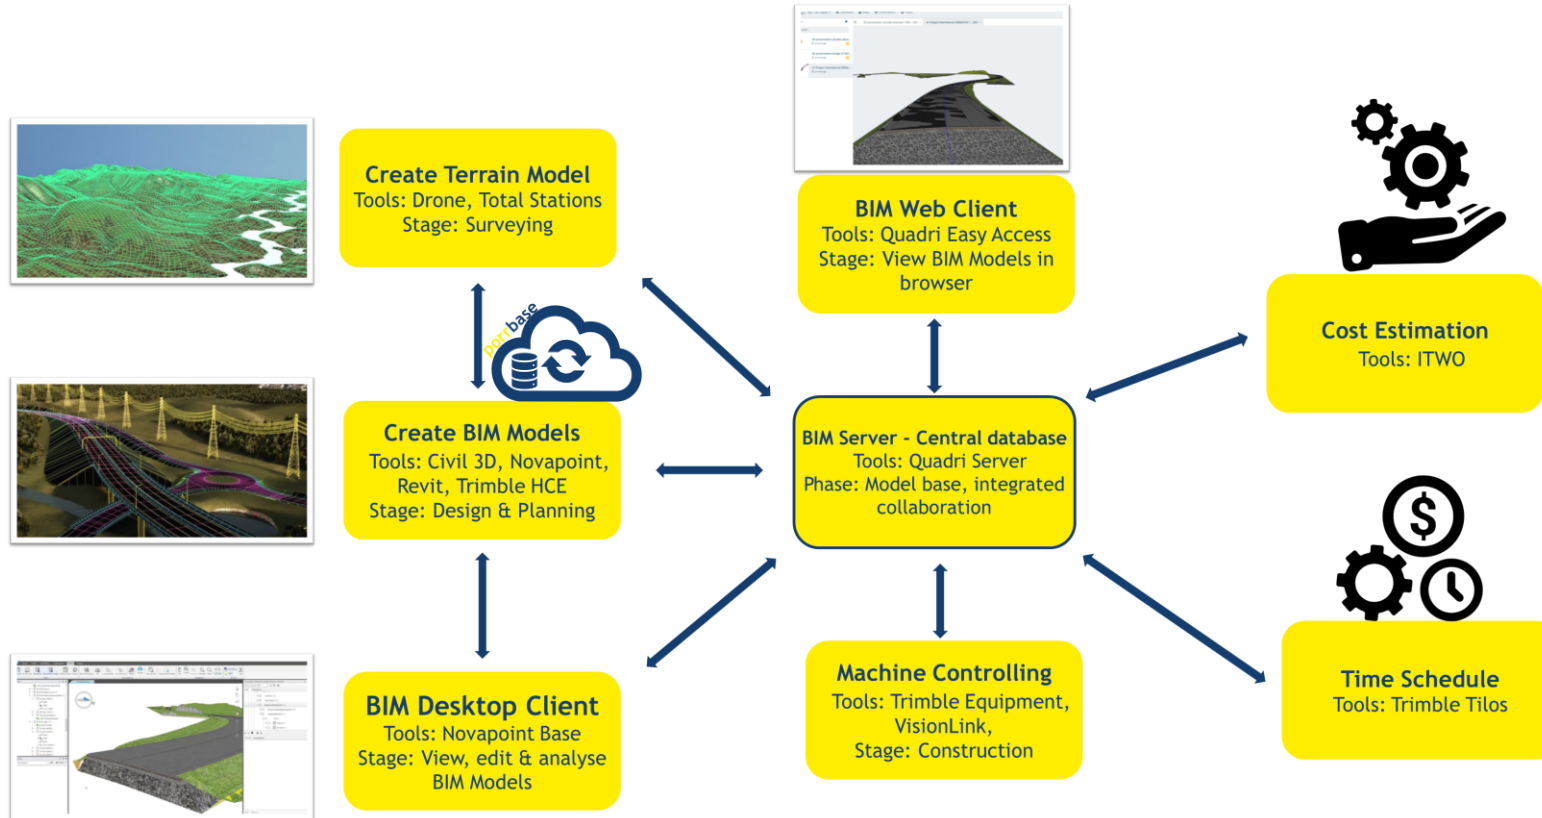 Create Terrain Model
Tools: Drone, Total Stations
Stage: Surveying
BIM Web Client
Tools: Quadri Easy Access
Stage: View BIM Models in
browser
Cost Estimation
Tools: ITWO
porrbase
Create BIM Models
Tools: Civil 3D, Novapoint,
Revit, Trimble HCE
Stage: Design & Planning
BIM Server - Central database
Tools: Quadri Server
Phase: Model base, integrated
collaboration
$
BIM Desktop Client
Tools: Novapoint Base
Stage: View, edit & analyse
BIM Models
Machine Controlling
Tools: Trimble Equipment,
VisionLink,
Stage: Construction
Time Schedule
Tools: Trimble Tilos